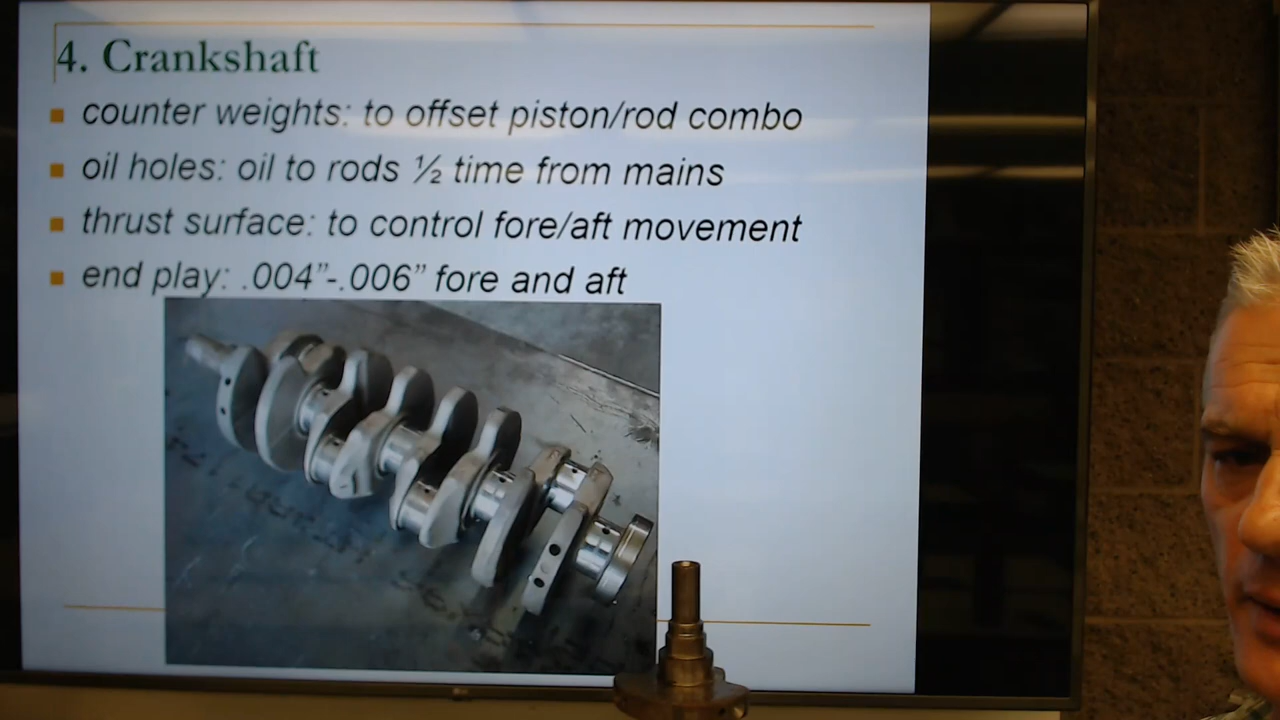 4. Crankshaft
counter weights: to offset piston/rod combo
oil holes: oil to rods ½ time from mains
thrust surface: to control fore/aft movement
end play: .004”-.006” fore and aft